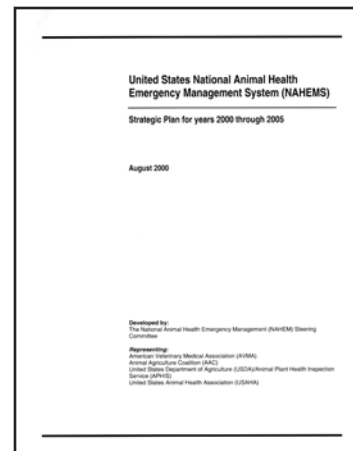 United States National Animal Health
Emergency Management System (NAHEMS)
Strategic Plan for years 2000 through 2005
August 2000
Developed by:
The National Animal Health Emergency Management (NAHEM) Steering
Committee
Representing:
American Veterinary Medical Association (AVMA)
Animal Agriculture Coalition (AAC)
United States Department of Agriculture (USDA)/Animal Plant Health Inspection
Service (APHIS)
United States Animal Health Association (USAHA)